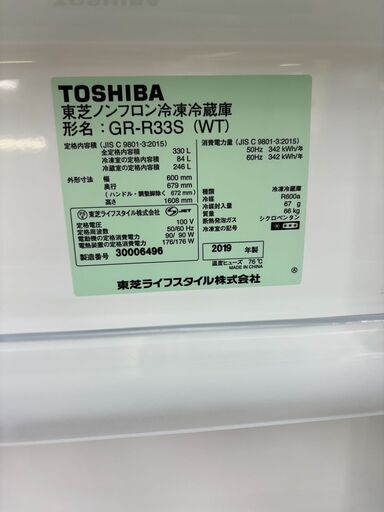 TOSHIBA
東芝ノンフロン冷凍冷蔵庫
形名:GR-R33S (WT)
定格内容積 (JIS C 9801-3:2015)
全定格内容積 330 L
冷凍室の定格内容積 84 L
冷蔵室の定格内容積 246 L
外形寸法 幅 600 mm
奥行 679 mm
(ハンドル・調整脚除く 672 mm)
高さ 1608 mm
東芝ライフスタイル株式会社 JET
定格電圧 100 V
定格周波数 50/60 Hz
電動機の定格消費電力 90/ 90 W
電熱装置の定格消費電力 176/176 W
製造番号 30006496
消費電力量 (JIS C 9801-3:2015)
50Hz 342 kWh/年
60Hz 342 kWh/年
種類 冷凍冷蔵庫
冷媒 R600a
冷媒封入量 67 g
質量 66 kg
断熱発泡ガス シクロペンタン
冷凍室の記号
2019 年製
温度ヒューズ 76℃
MADE IN CHINA
A
東芝ライフスタイル株式会社